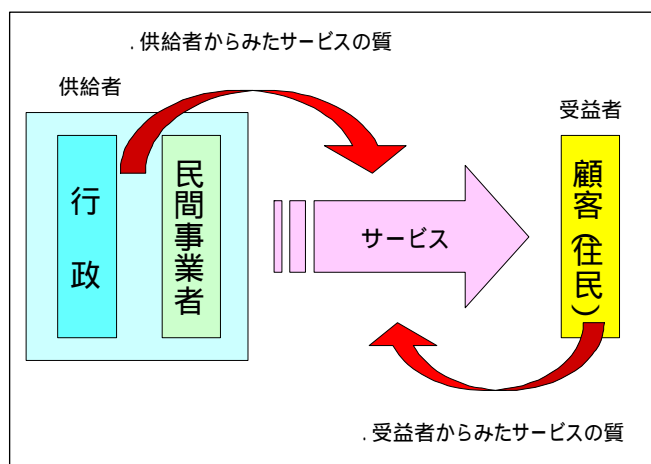 .供給者からみたサービスの質
供給者
受益者
行政
民間事業者
サービス
顧客(住民)
.受益者からみたサービスの質